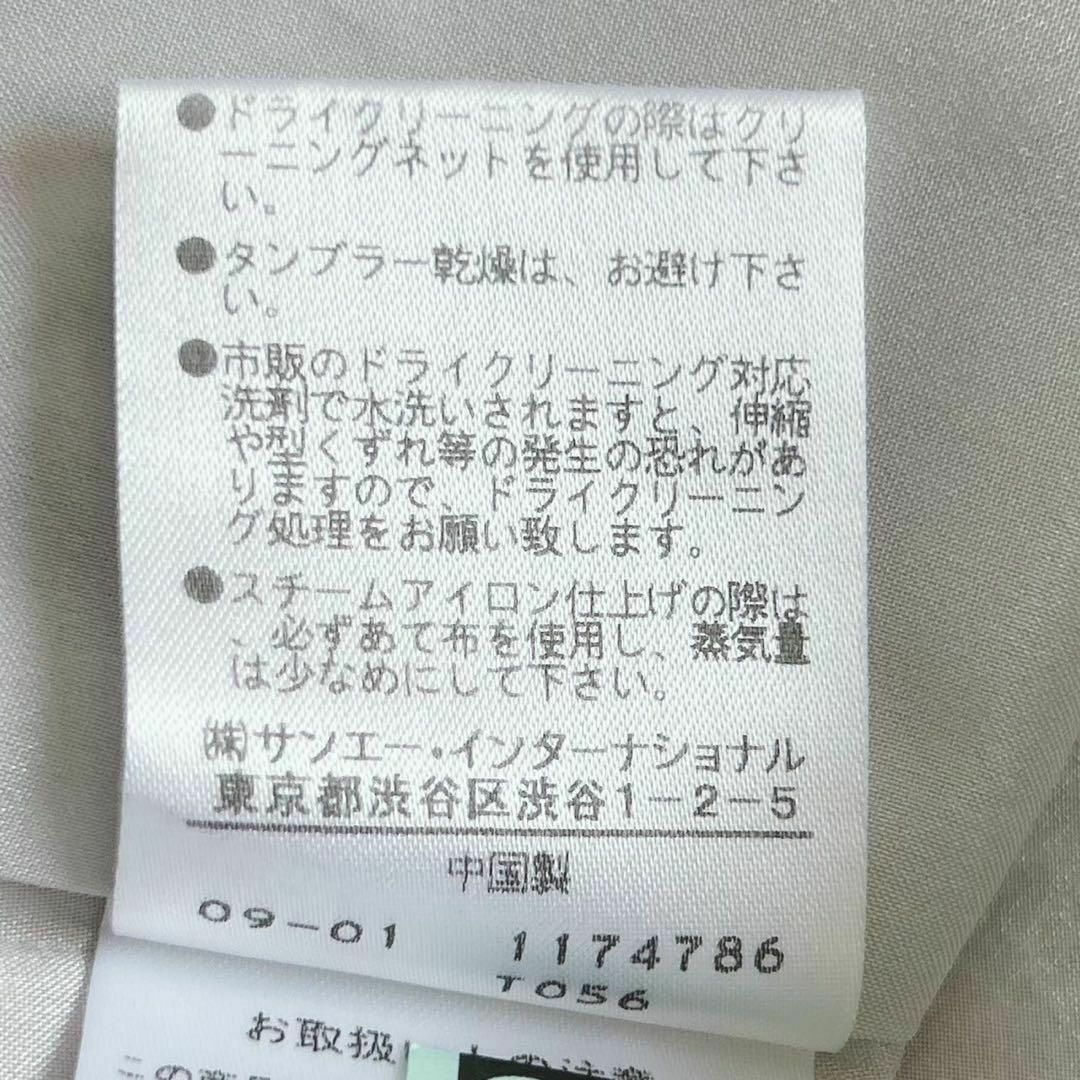 ●ドライクリーニングの際はクリ
ーニングネットを使用して下さ
い。
●タンブラー乾燥は、お避け下さ
い。
●市販のドライクリーニング対応
洗剤で水洗いされますと、伸縮
や型くずれ等の発生の恐れがあ
りますので、ドライクリーニン
グ処理をお願い致します。
●スチームアイロン仕上げの際は
、必ずあて布を使用し、蒸気量
は少なめにして下さい。
㈱サンエー・インターナショナル
東京都渋谷区渋谷1-2-5
中国製
09-01 1174786
T056
お取扱